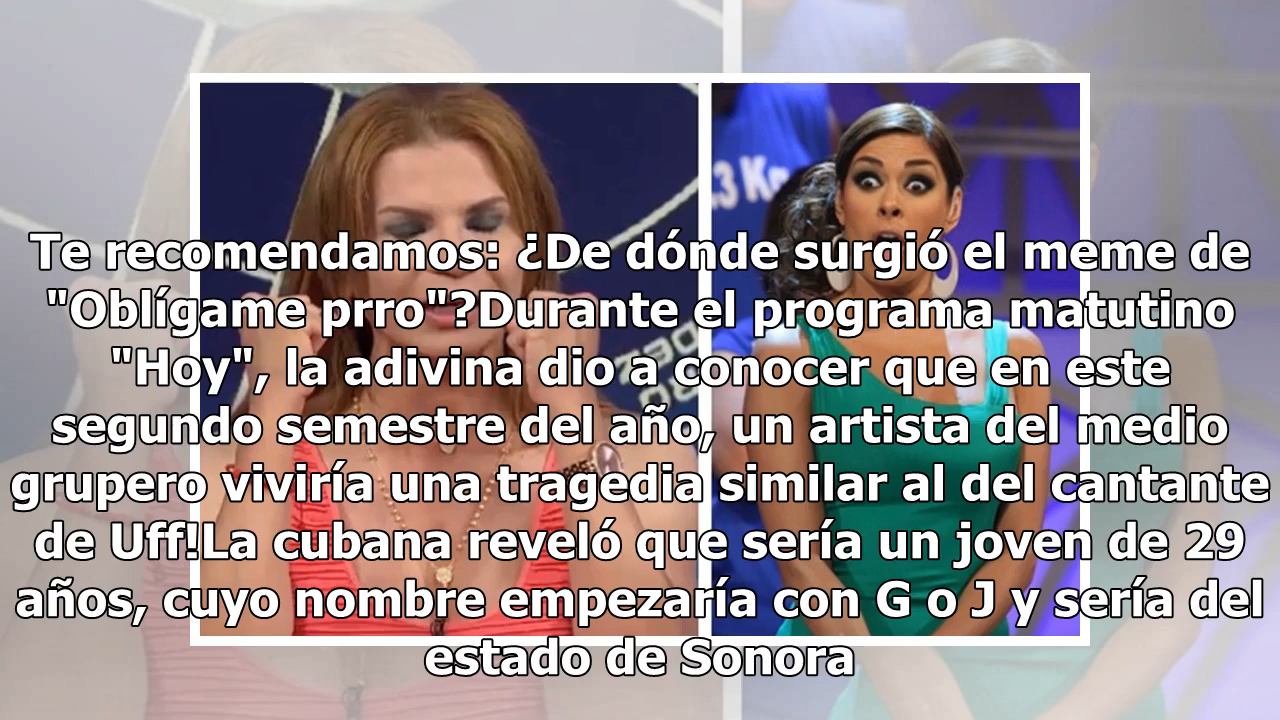 .3 Kg
Te recomendamos: ¿De dónde surgió el meme de
"Oblígame prro"?Durante el programa matutino
"Hoy", la adivina dio a conocer que en este
segundo semestre del año, un artista del medio
grupero viviría una tragedia similar al del cantante
de Uff!La cubana reveló que sería un joven de 29
años, cuyo nombre empezaría con G o J y sería del
estado de Sonora